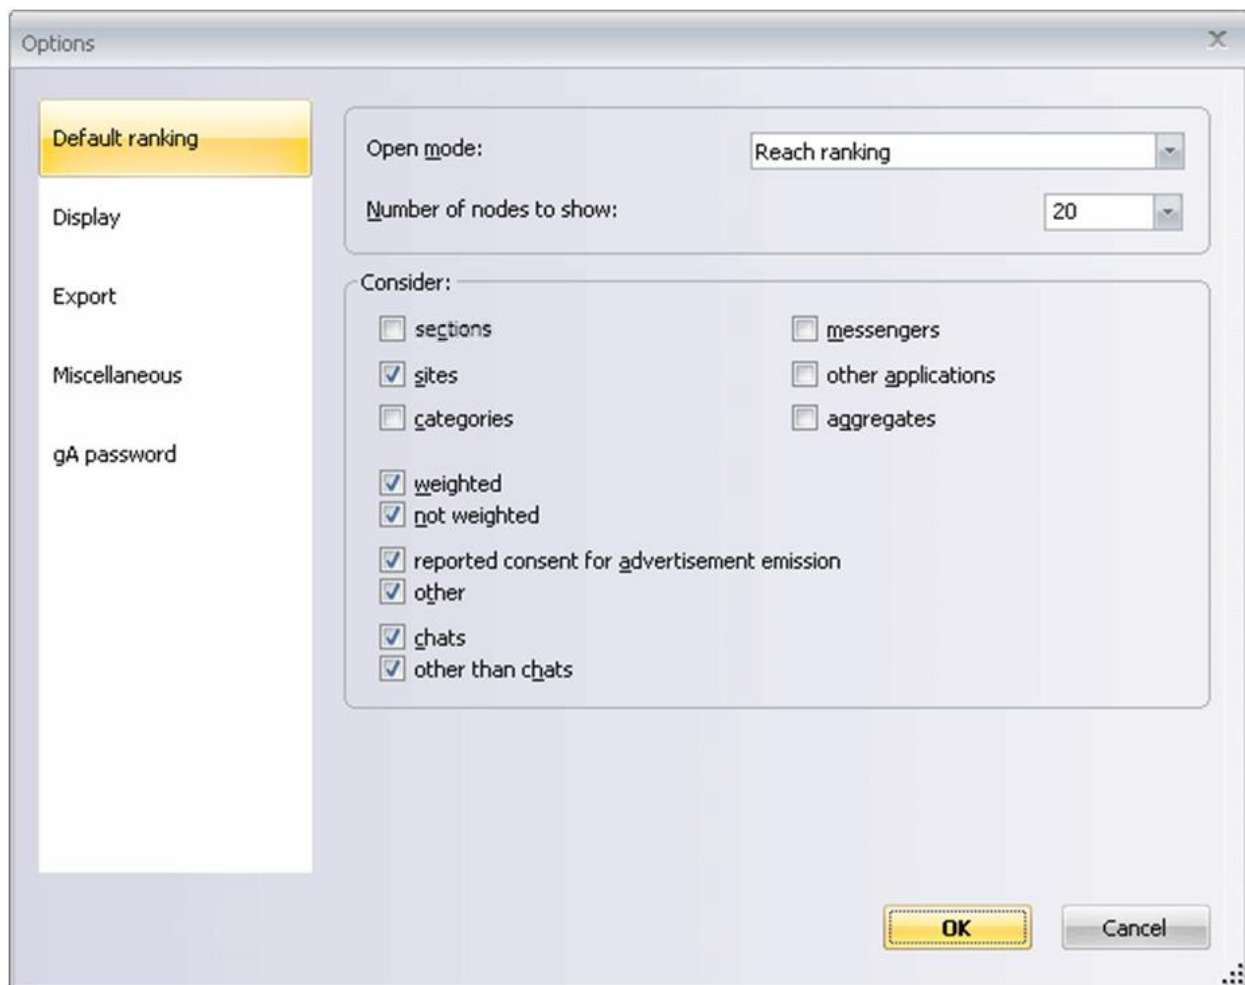 Options
Default ranking
Display
Export
Miscellaneous
gA password
Open mode:
Reach ranking
Number of nodes to show:
20
Consider:
sections
messengers
sites
other applications
categories
aggregates
weighted
not weighted
reported consent for advertisement emission
other
chats
other than chats
OK
Cancel